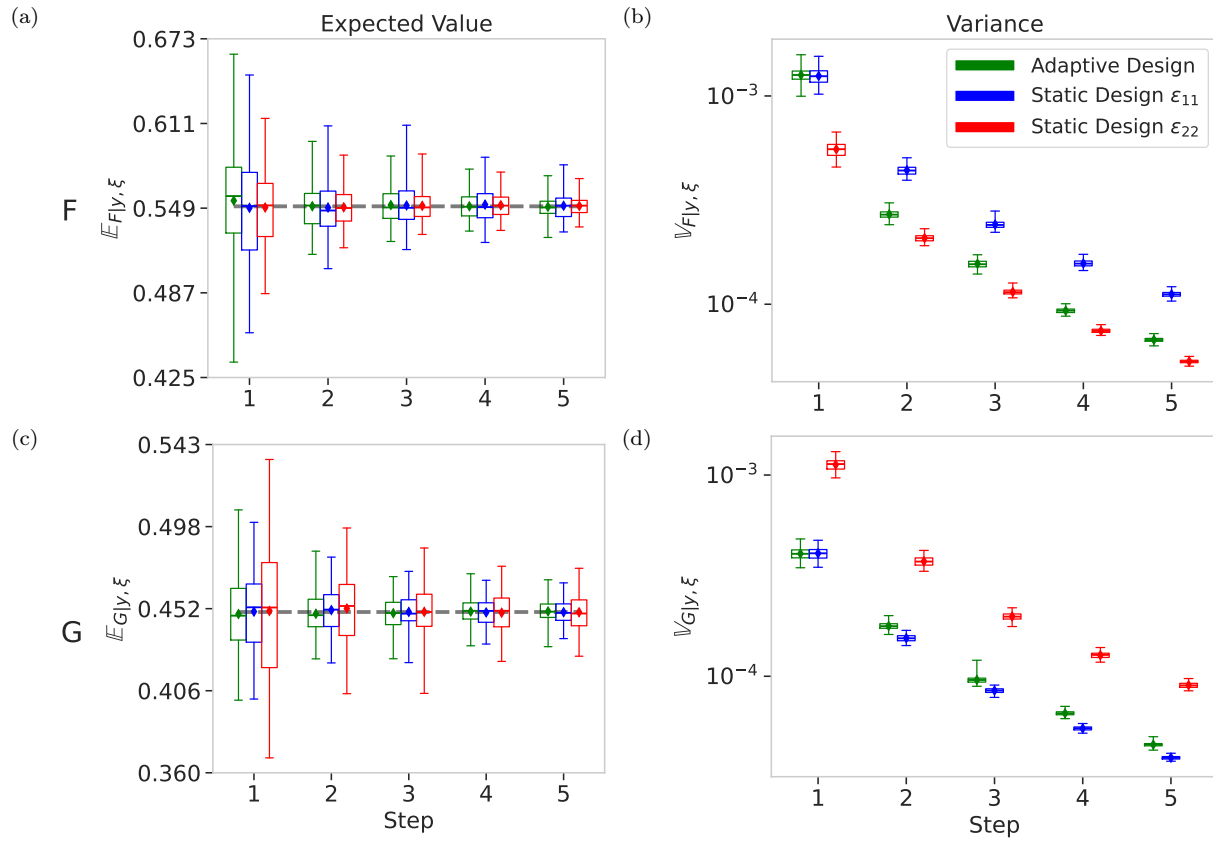 (a)
Expected Value
(b)
Variance
0.673
0.611
0.549
0.487
0.425
F
𝔼F|y, ξ
1 2 3 4 5
10⁻³
10⁻⁴
𝕍F|y, ξ
Adaptive Design
Static Design ε₁₁
Static Design ε₂₂
1 2 3 4 5
(c)
(d)
0.543
0.498
0.452
0.406
0.360
G
𝔼G|y, ξ
1 2 3 4 5
Step
10⁻³
10⁻⁴
𝕍G|y, ξ
1 2 3 4 5
Step